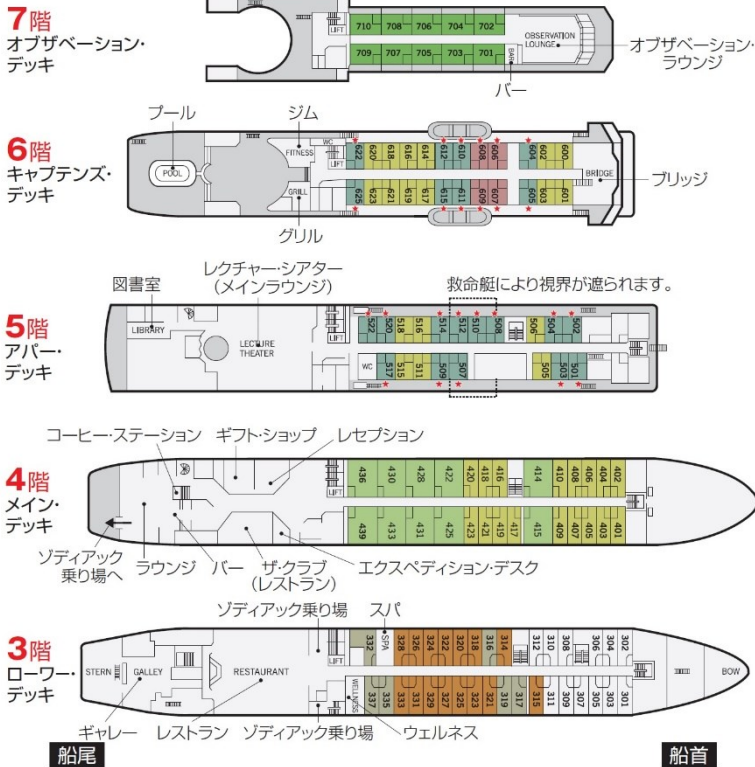 7階
オブザベーション・
デッキ
LIFT
710 708 706 704 702
709 707 705 703 701
BAR
OBSERVATION
LOUNGE
オブザベーション・
ラウンジ
バー
プール
ジム
6階
キャプテンズ・
デッキ
POOL
FITNESS
WC
LIFT
GRILL
622 620 618 616 614 612 610 608 606 604 602 600
625 623 621 619 617 615 611 609 607 605 603 601
BRIDGE
ブリッジ
グリル
図書室
レクチャー・シアター
(メインラウンジ)
救命艇により視界が遮られます。
5階
アパー・
デッキ
LIBRARY
LECTURE
THEATER
LIFT
WC
522 520 518 516 514 512 510 508 506 504 502
517 515 511 509 507 505 503 501
コーヒー・ステーション
ギフト・ショップ
レセプション
4階
メイン・
デッキ
LIFT
436 430 428 422 420 418 416 414 410 408 406 404 402
439 433 431 425 423 421 419 417 415 409 407 405 403 401
ゾディアック
乗り場へ
ラウンジ
バー
ザ・クラブ
(レストラン)
エクスペディション・デスク
ゾディアック乗り場
スパ
3階
ローワー・
デッキ
STERN
GALLEY
RESTAURANT
LIFT
SPA
WELLNESS
332 328 326 324 322 320 318 316 314 312 310 308 306 304 302
337 335 333 331 329 327 325 323 321 319 317 315 311 309 307 305 303 301
BOW
ギャレー
レストラン
ゾディアック乗り場
ウェルネス
船尾
船首